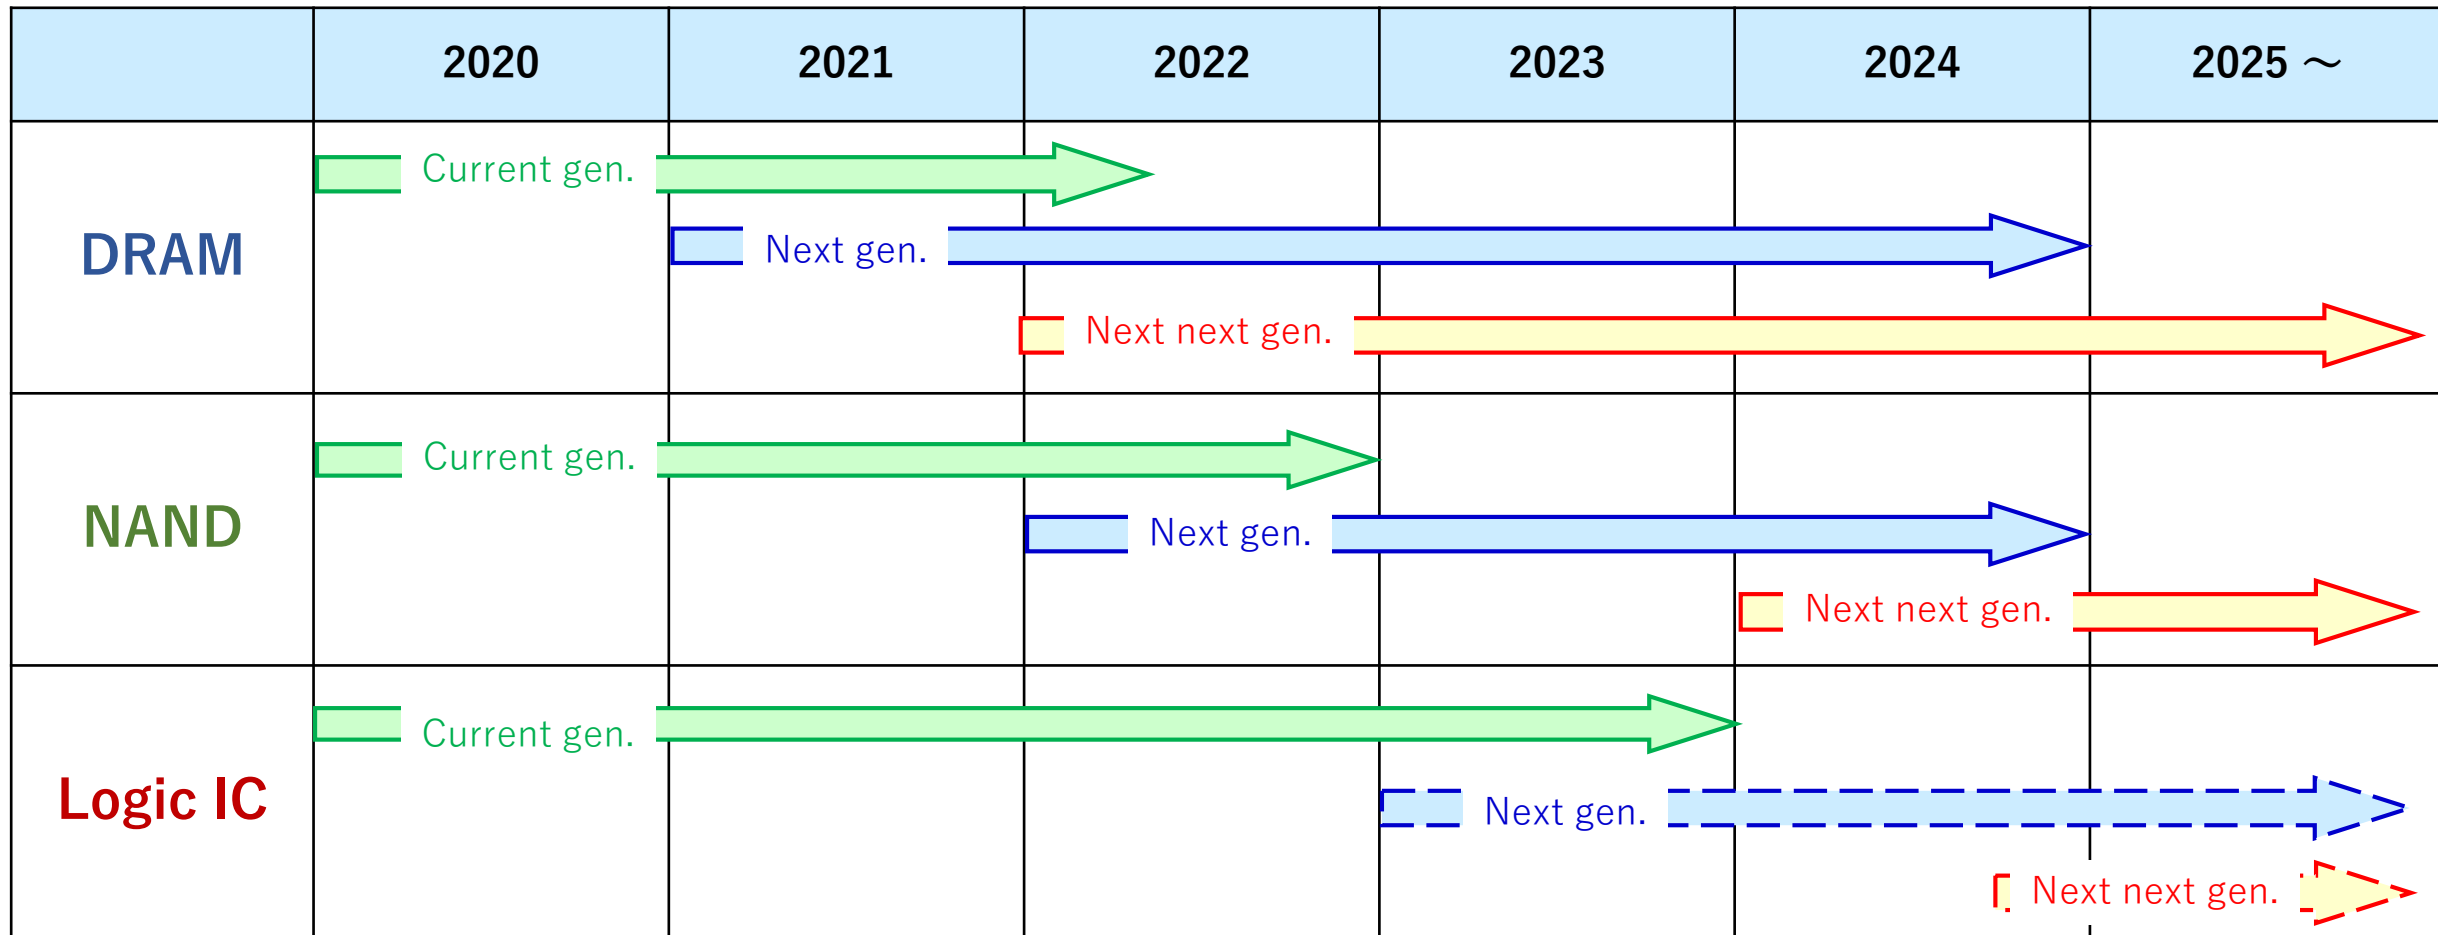 2020 2021 2022 2023 2024 2025 ～
DRAM
Current gen.
Next gen.
Next next gen.
NAND
Current gen.
Next gen.
Next next gen.
Logic IC
Current gen.
Next gen.
Next next gen.